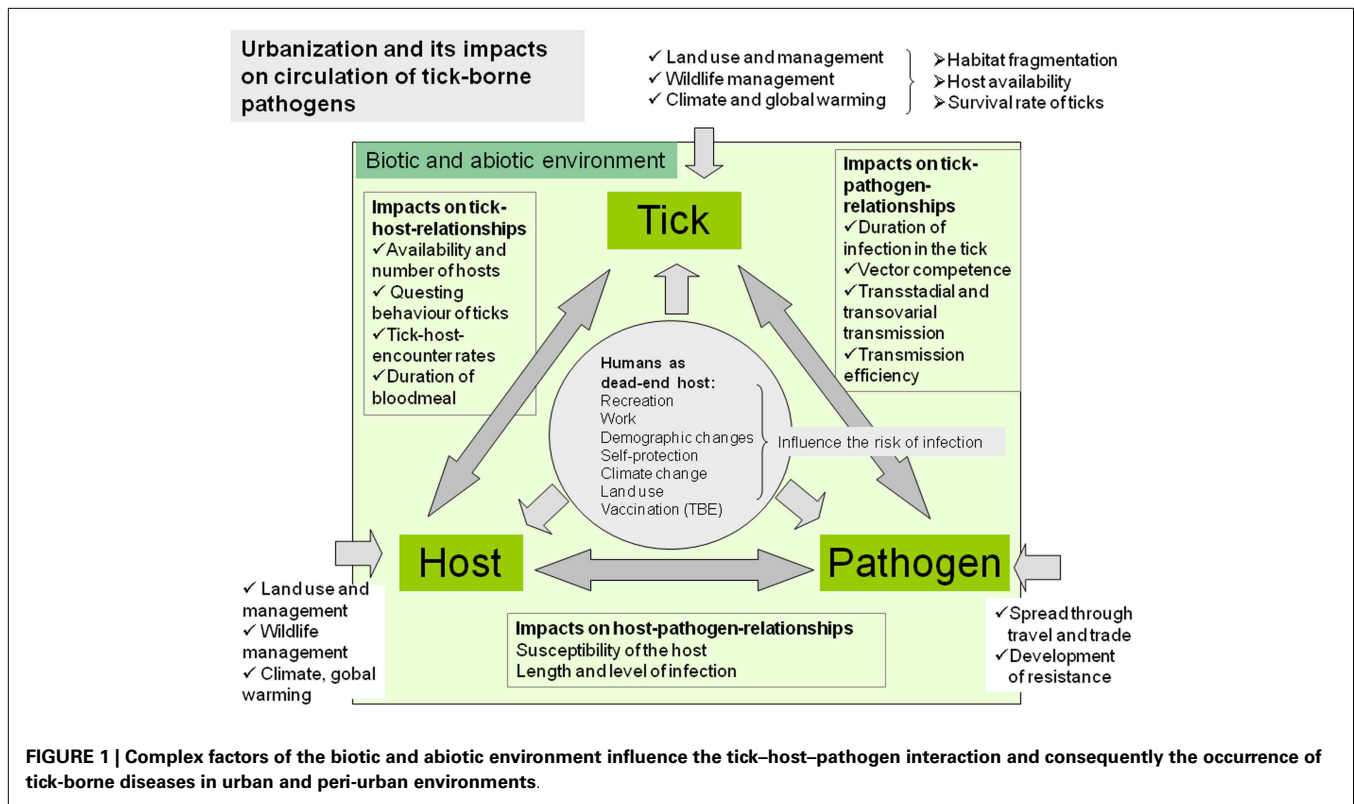 Urbanization and its impacts
on circulation of tick-borne
pathogens
✓ Land use and management
✓ Wildlife management
✓ Climate and global warming
➢Habitat fragmentation
➢Host availability
➢Survival rate of ticks
Biotic and abiotic environment
Impacts on tick-
host-relationships
✓Availability and
number of hosts
✓ Questing
behaviour of ticks
✓Tick-host-
encounter rates
✓Duration of
bloodmeal
Tick
Impacts on tick-
pathogen-
relationships
✓Duration of
infection in the tick
✓Vector competence
✓Transstadial and
transovarial
transmission
✓Transmission
efficiency
Humans as
dead-end host:
Recreation
Work
Demographic changes
Self-protection
Climate change
Land use
Vaccination (TBE)
Influence the risk of infection
Host
Pathogen
✓ Land use and
management
✓ Wildlife
management
✓ Climate, gobal
warming
Impacts on host-pathogen-relationships
Susceptibility of the host
Length and level of infection
✓Spread through
travel and trade
✓Development
of resistance
FIGURE 1 | Complex factors of the biotic and abiotic environment influence the tick–host–pathogen interaction and consequently the occurrence of
tick-borne diseases in urban and peri-urban environments.